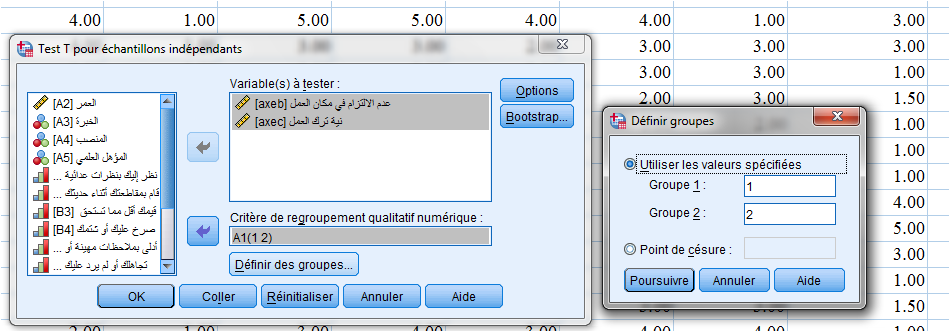 4.00 1.00 5.00 5.00 4.00 1.00 3.00
Test T pour échantillons indépendants
3.00 3.00 3.00
3.00 3.00 1.00
2.00 3.00 1.50
1.00
1.00
4.00
5.00
3.00
1.00
1.50
[A2] العمر
[A3] الخبرة
[A4] المنصب
[A5] المؤهل العلمي
نظر إليك بنظرات عدائية ...
قام بمقاطعتك أثناء حديثك ...
[B3] قيمك أقل مما تستحق
[B4] صرخ عليك أو شتمك
أدلى بملاحظات مهينة أو ...
تجاهلك أو لم يرد عليك ...
Variable(s) à tester :
[axeb] عدم الالتزام في مكان العمل
[axec] نية ترك العمل
Critère de regroupement qualitatif numérique :
A1(1 2)
Définir des groupes...
Options
Bootstrap...
OK Coller Réinitialiser Annuler Aide
Définir groupes
Utiliser les valeurs spécifiées
Groupe 1 : 1
Groupe 2 : 2
Point de césure :
Poursuivre Annuler Aide